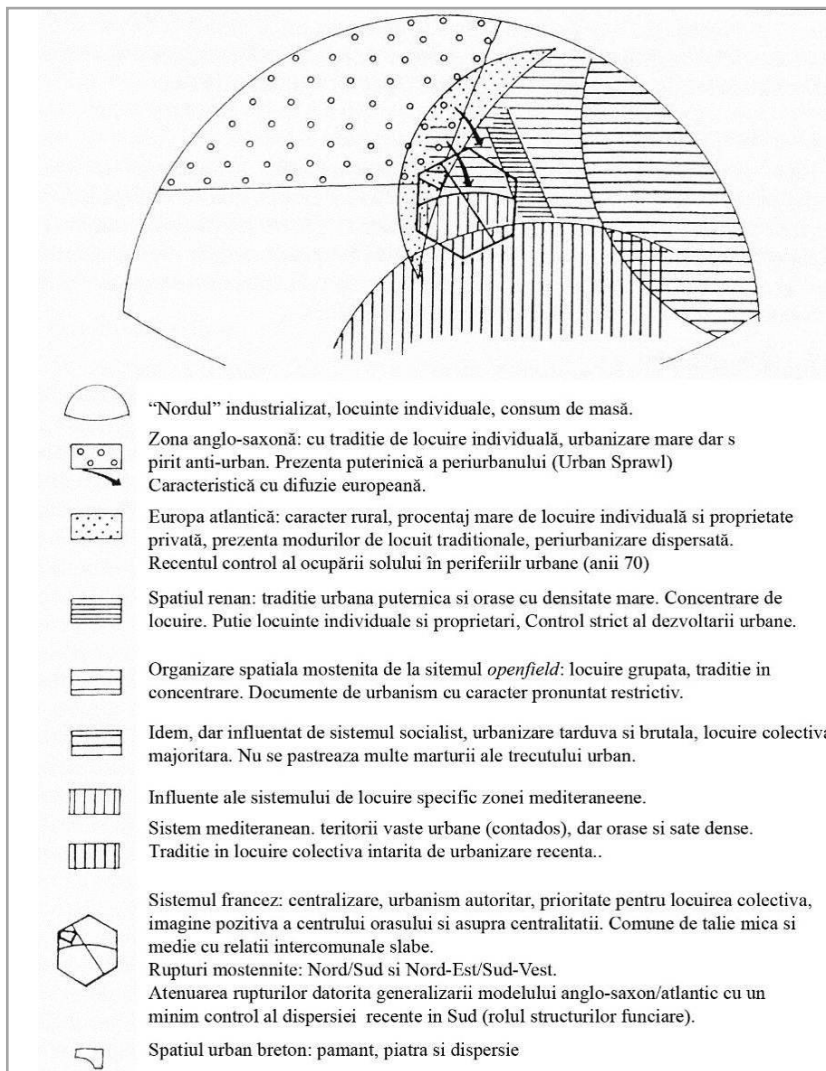 “Nordul” industrializat, locuinte individuale, consum de masă.
Zona anglo-saxonă: cu traditie de locuire individuală, urbanizare mare dar s
pirit anti-urban. Prezenta puterinică a periurbanului (Urban Sprawl)
Caracteristică cu difuzie europeană.
Europa atlantică: caracter rural, procentaj mare de locuire individuală si proprietate
privată, prezenta modurilor de locuit traditionale, periurbanizare dispersată.
Recentul control al ocupării solului în periferiilr urbane (anii 70)
Spatiul renan: traditie urbana puternica si orase cu densitate mare. Concentrare de
locuire. Putie locuinte individuale si proprietari, Control strict al dezvoltarii urbane.
Organizare spatiala mostenita de la sitemul openfield: locuire grupata, traditie in
concentrare. Documente de urbanism cu caracter pronuntat restrictiv.
Idem, dar influentat de sistemul socialist, urbanizare tarduva si brutala, locuire colectiva
majoritara. Nu se pastreaza multe marturii ale trecutului urban.
Influente ale sistemului de locuire specific zonei mediteraneene.
Sistem mediteranean. teritorii vaste urbane (contados), dar orase si sate dense.
Traditie in locuire colectiva intarita de urbanizare recenta..
Sistemul francez: centralizare, urbanism autoritar, prioritate pentru locuirea colectiva,
imagine pozitiva a centrului orasului si asupra centralitatii. Comune de talie mica si
medie cu relatii intercomunale slabe.
Rupturi mostennite: Nord/Sud si Nord-Est/Sud-Vest.
Atenuarea rupturilor datorita generalizarii modelului anglo-saxon/atlantic cu un
minim control al dispersiei recente in Sud (rolul structurilor funciare).
Spatiul urban breton: pamant, piatra si dispersie